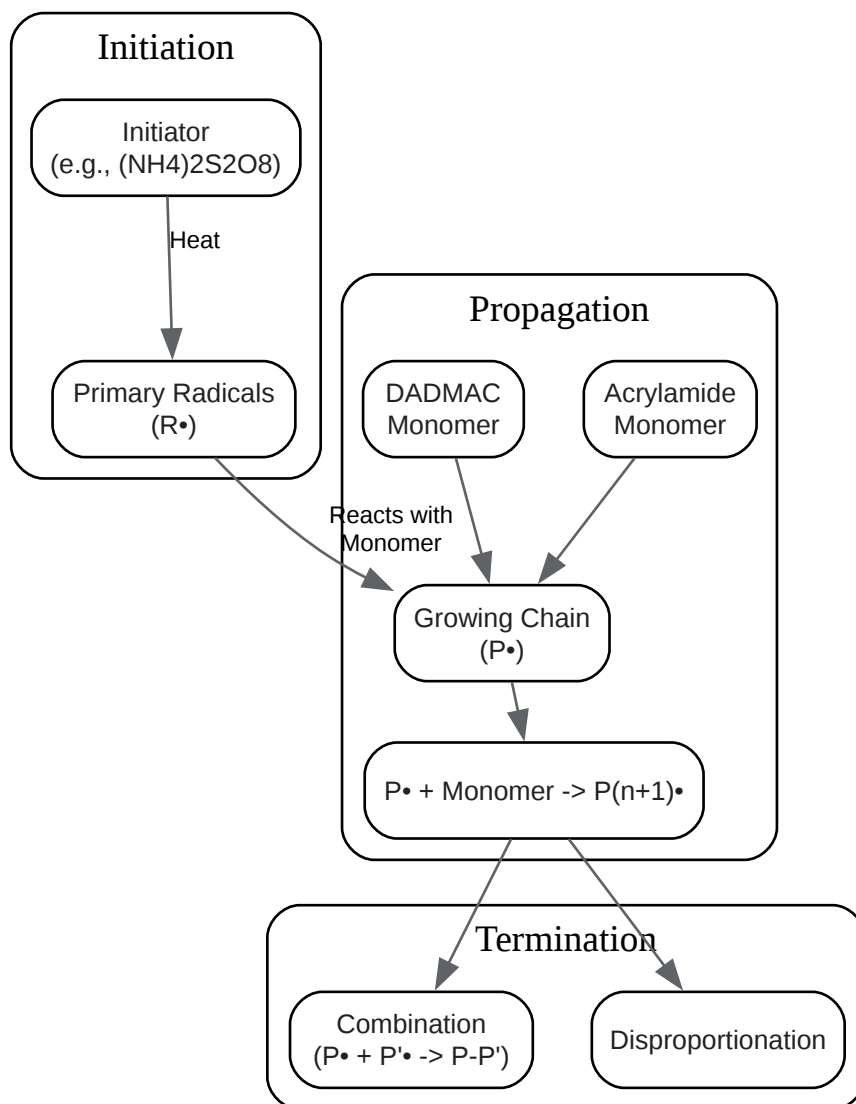 Initiation
Initiator
(e.g., (NH4)2S2O8)
Heat
Primary Radicals
(R•)
Propagation
DADMAC
Monomer
Acrylamide
Monomer
Reacts with
Monomer
Growing Chain
(P•)
P• + Monomer -> P(n+1)•
Termination
Combination
(P• + P'• -> P-P')
Disproportionation